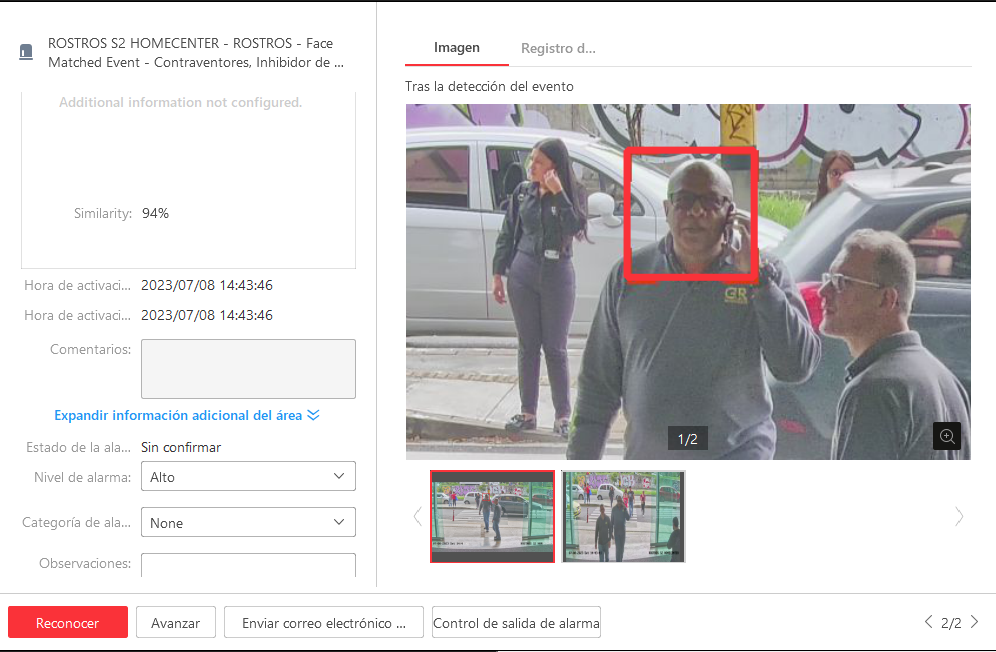 ROSTROS S2 HOMECENTER - ROSTROS - Face
Matched Event - Contraventores, Inhibidor de ...
Additional information not configured.
Similarity: 94%
Hora de activaci... 2023/07/08 14:43:46
Hora de activaci... 2023/07/08 14:43:46
Comentarios:
Expandir información adicional del área
Estado de la ala... Sin confirmar
Nivel de alarma: Alto
Categoría de ala... None
Observaciones:
Imagen Registro d...
Tras la detección del evento
GR
1/2
Reconocer Avanzar Enviar correo electrónico ... Control de salida de alarma 2/2